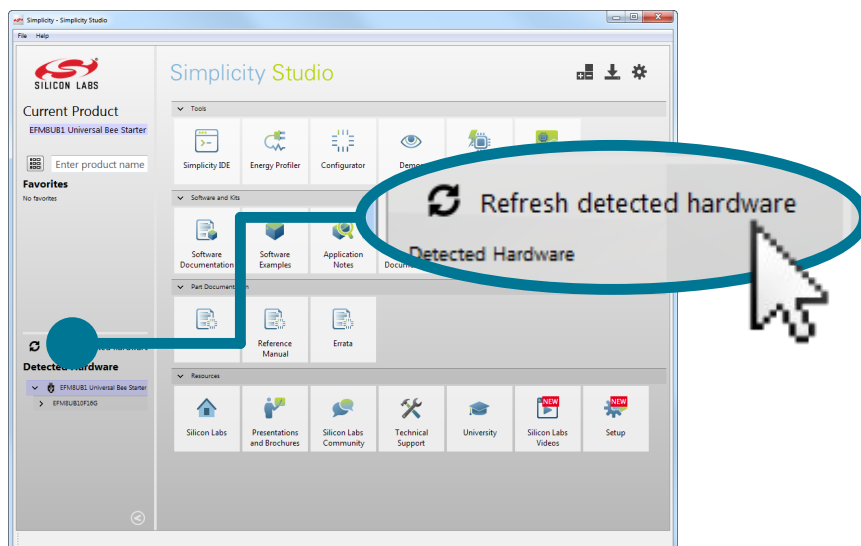 Simplicity - Simplicity Studio
File Help
SILICON LABS
Simplicity Studio
Current Product
EFM8UB1 Universal Bee Starter
Enter product name
Favorites
No favorites
Tools
Simplicity IDE
Energy Profiler
Configurator
Software and Kits
Software
Documentation
Software
Examples
Application
Notes
Refresh detected hardware
Detected Hardware
Part Documentation
Reference
Manual
Errata
Detected Hardware
EFM8UB1 Universal Bee Starter
EFM8UB10F16G
Resources
Silicon Labs
Presentations
and Brochures
Silicon Labs
Community
Technical
Support
University
NEW
Silicon Labs
Videos
NEW
Setup